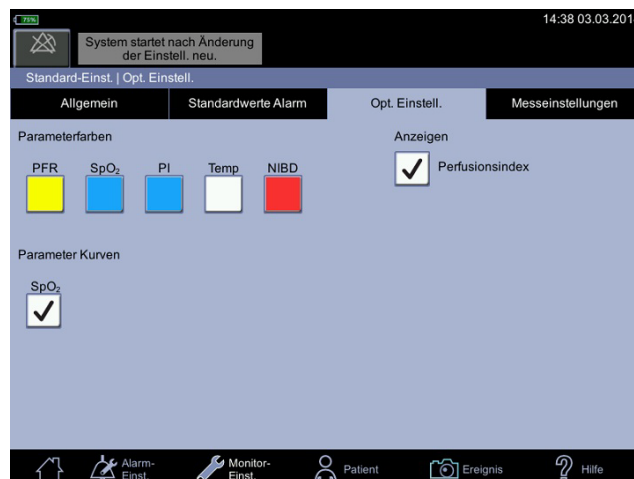 75%
14:38 03.03.201
System startet nach Änderung
der Einstell. neu.
Standard-Einst. | Opt. Einstell.
Allgemein
Standardwerte Alarm
Opt. Einstell.
Messeinstellungen
Parameterfarben
Anzeigen
PFR
SpO₂
PI
Temp
NIBD
Perfusionsindex
Parameter Kurven
SpO₂
Alarm-
Einst.
Monitor-
Einst.
Patient
Ereignis
Hilfe